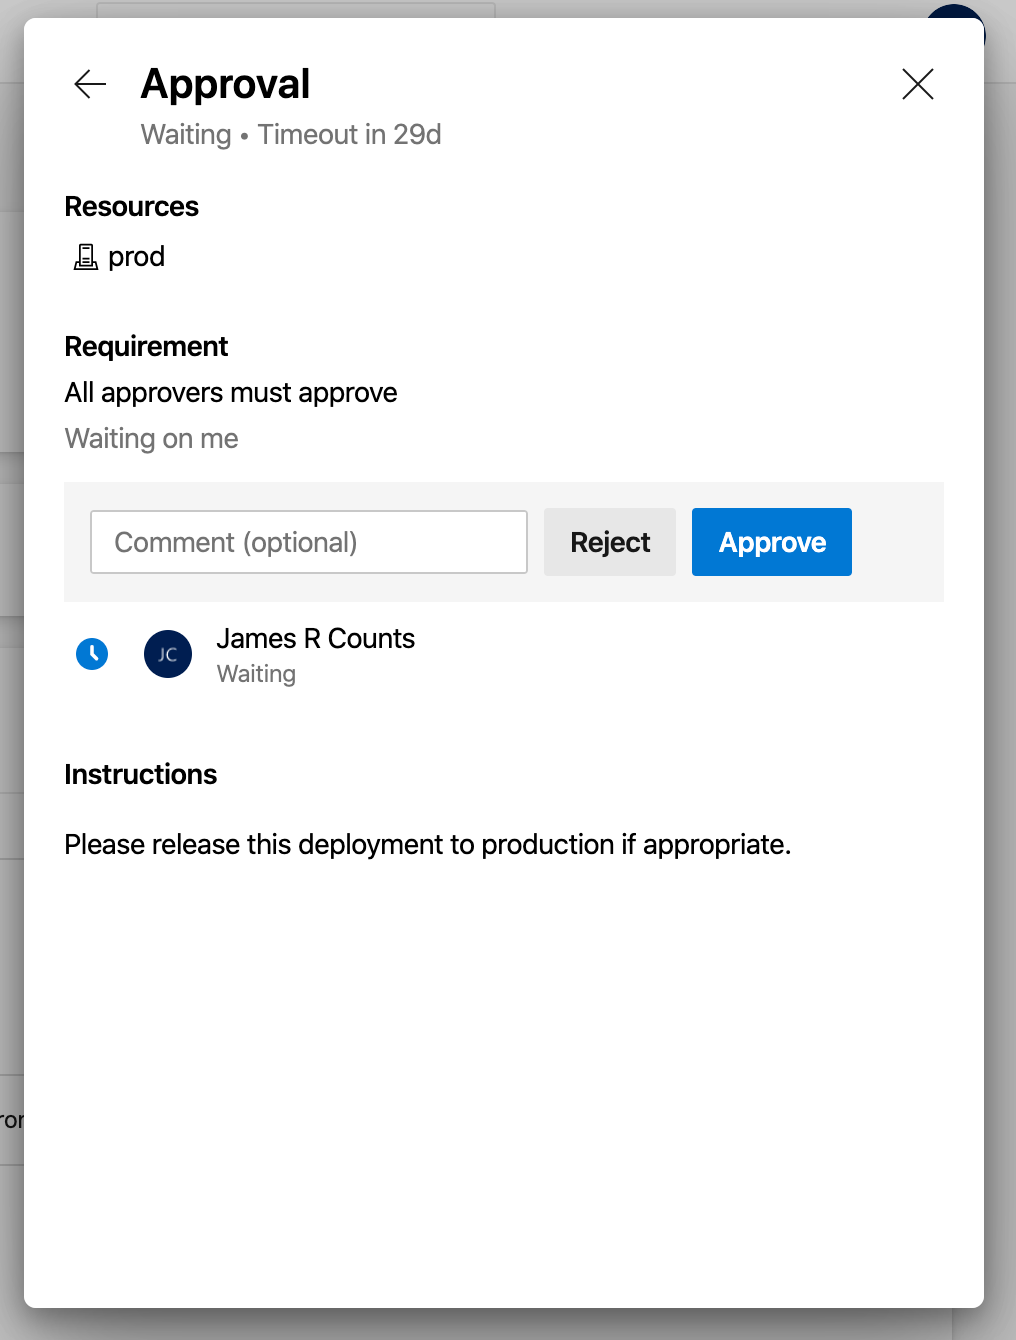 Approval
Waiting • Timeout in 29d
Resources
prod
Requirement
All approvers must approve
Waiting on me
Comment (optional)
Reject
Approve
JC
James R Counts
Waiting
Instructions
Please release this deployment to production if appropriate.